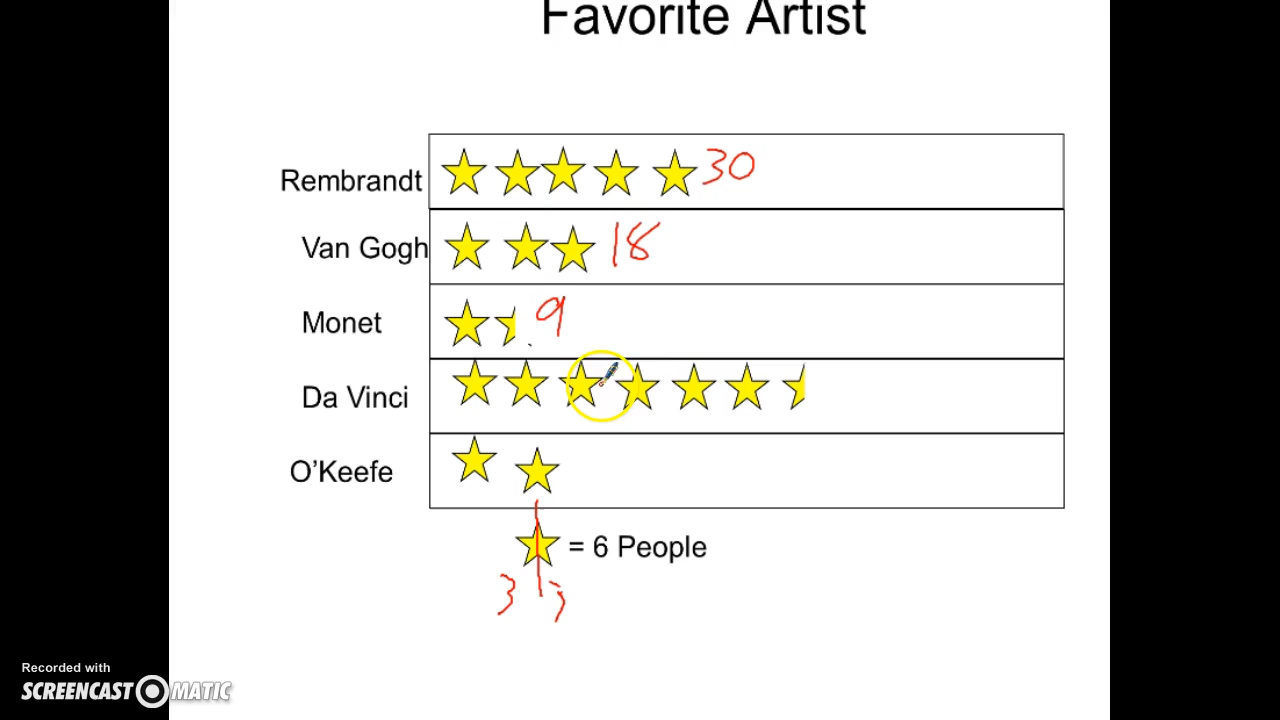 Favorite Artist
Rembrandt 30
Van Gogh 18
Monet 9
Da Vinci
O’Keefe
= 6 People
3 3
Recorded with
SCREENCAST MATIC